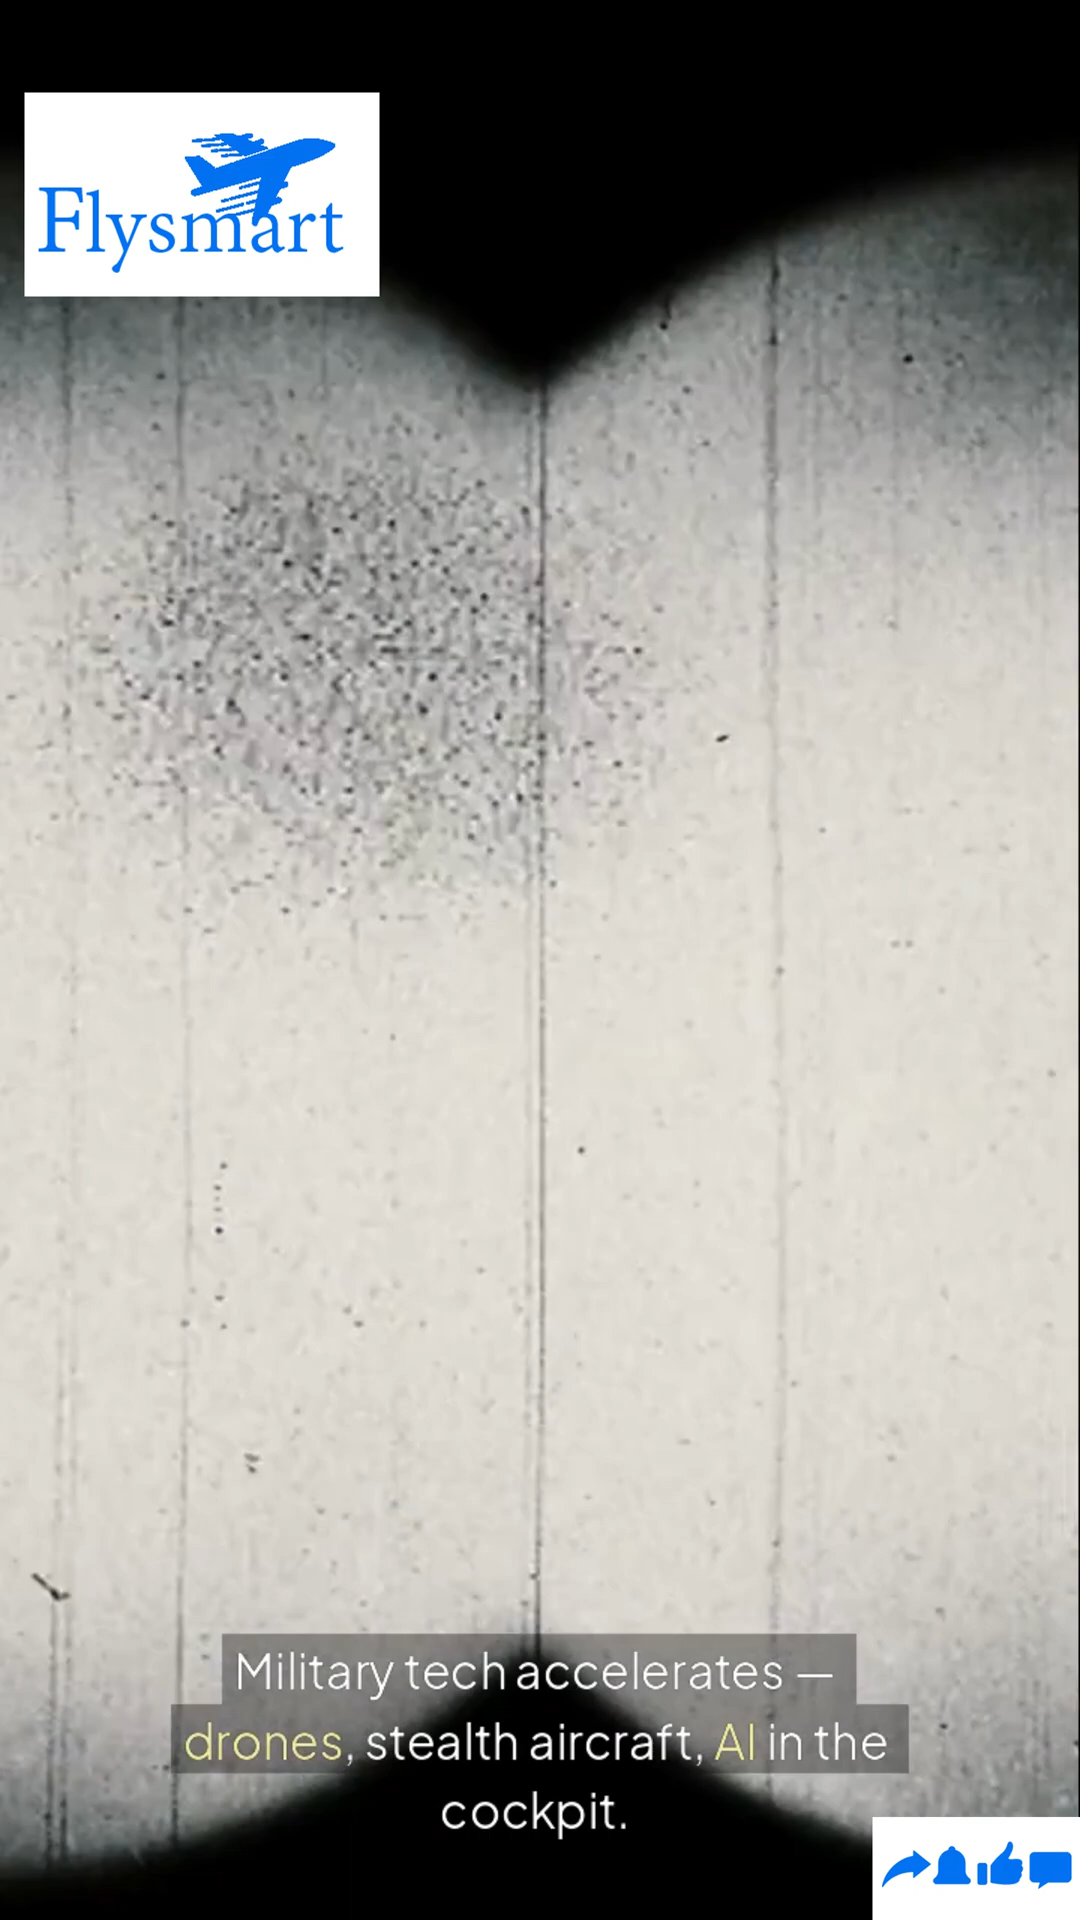 Flysmart
Military tech accelerates —
drones, stealth aircraft, AI in the
cockpit.